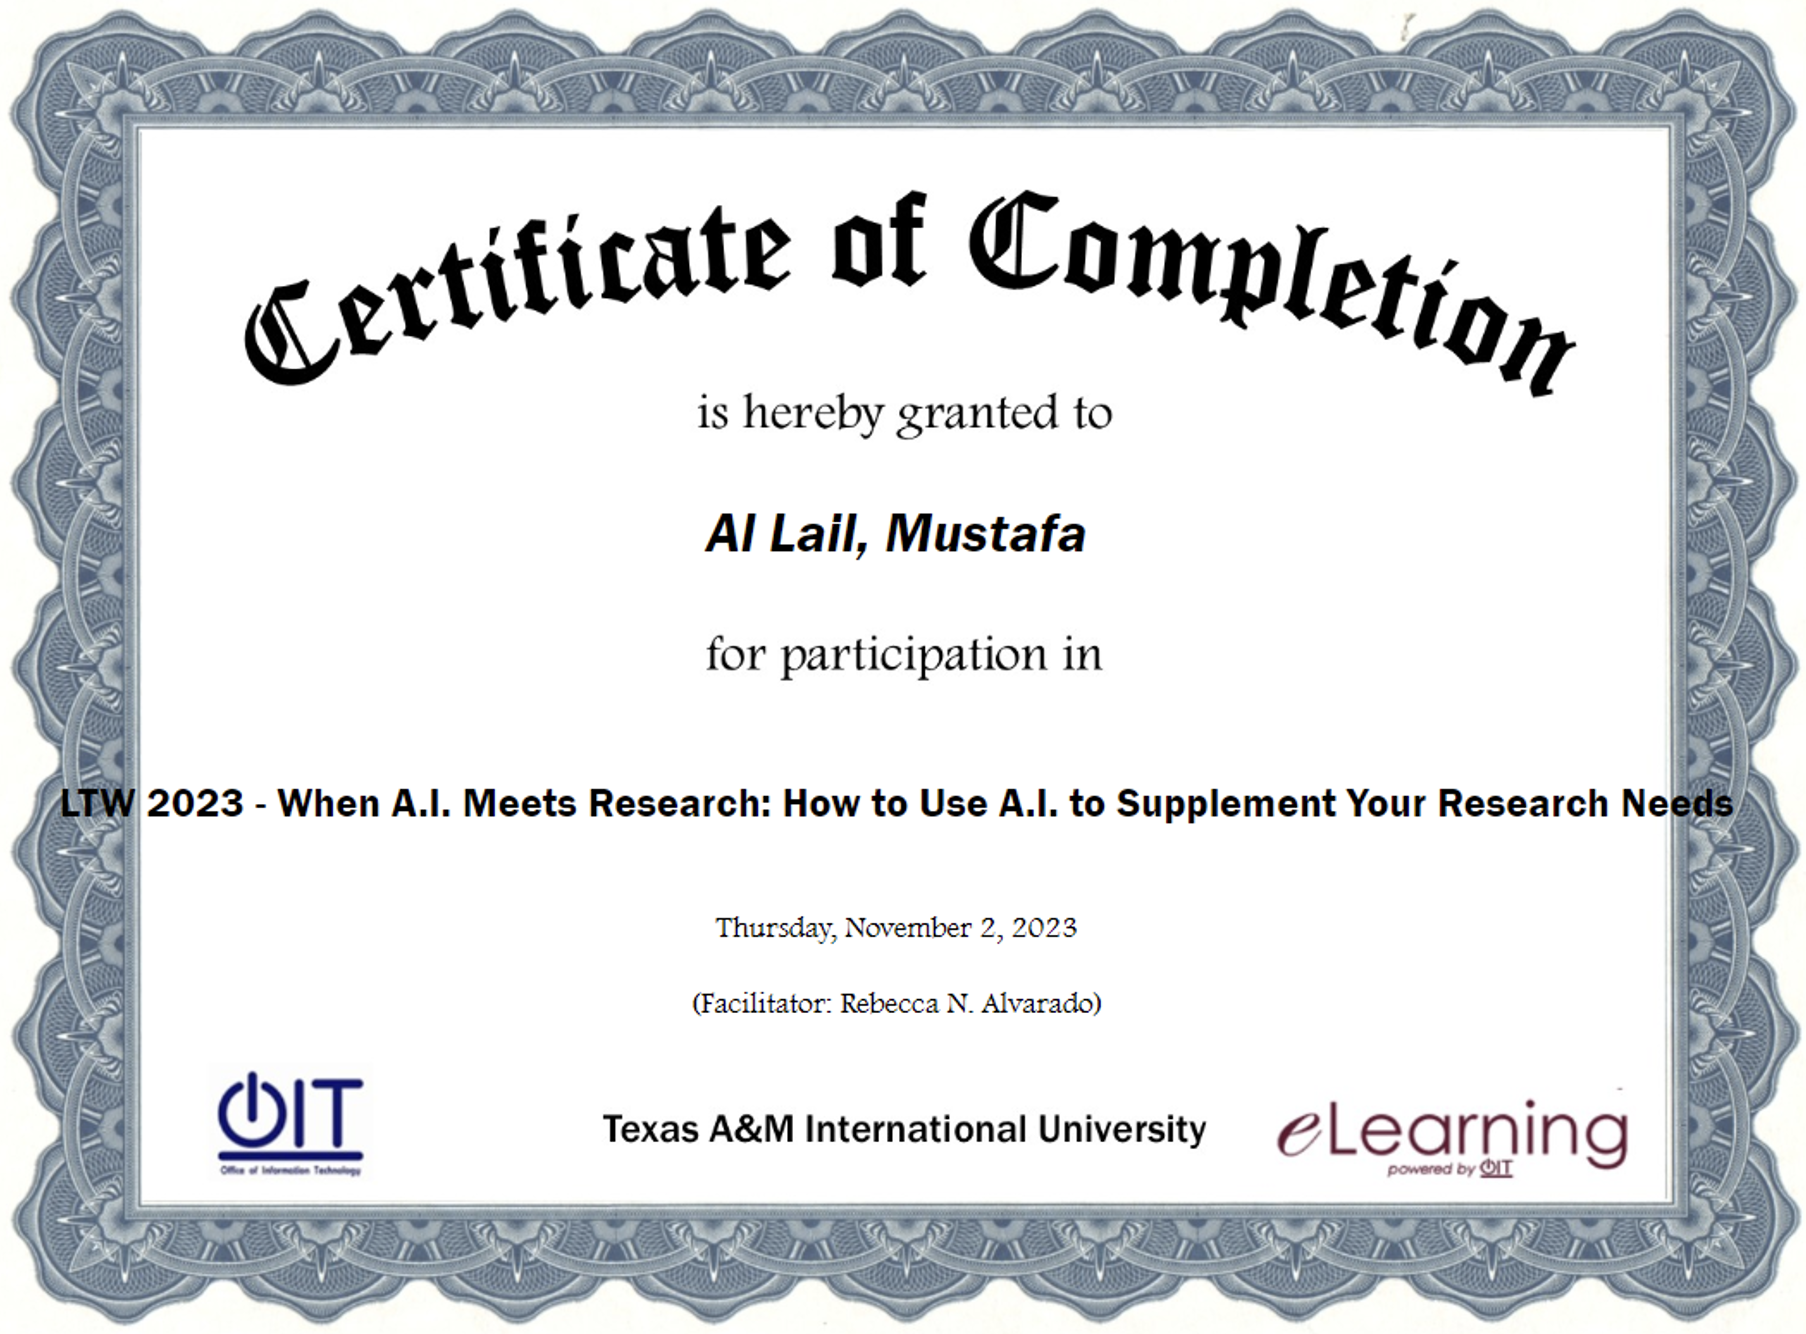 Certificate of Completion
is hereby granted to
Al Lail, Mustafa
for participation in
LTW 2023 - When A.I. Meets Research: How to Use A.I. to Supplement Your Research Needs
Thursday, November 2, 2023
(Facilitator: Rebecca N. Alvarado)
OIT
Office of Information Technology
Texas A&M International University
eLearning
powered by OIT